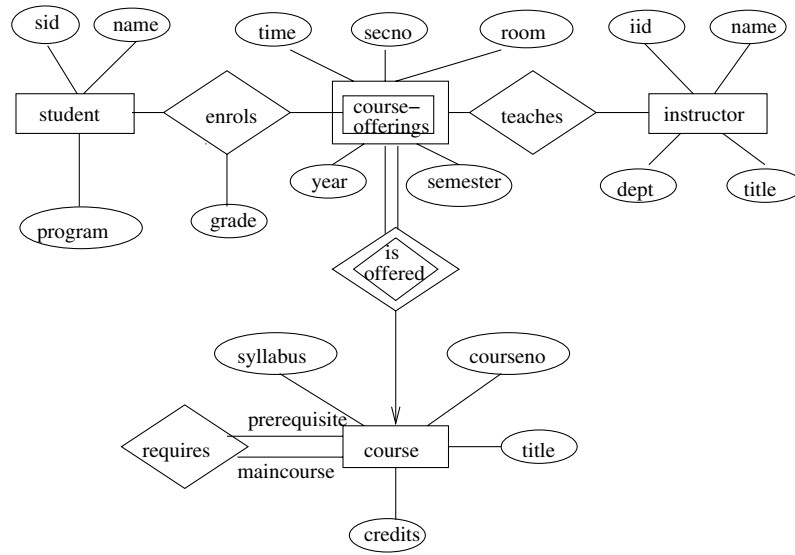 sid
name
time
secno
room
iid
name
student
enrols
course–
offerings
teaches
instructor
year
semester
dept
title
program
grade
is
offered
syllabus
courseno
prerequisite
requires
course
title
maincourse
credits